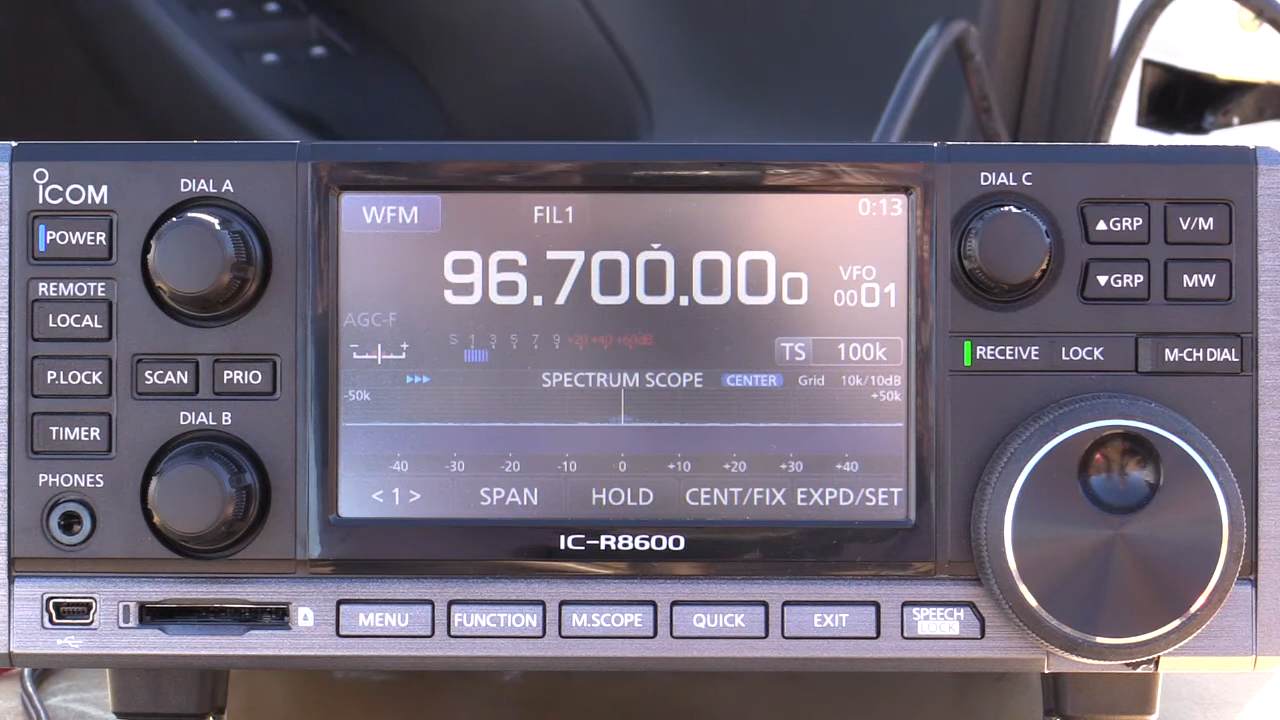 ICOM
POWER
REMOTE
LOCAL
P.LOCK
TIMER
PHONES
DIAL A
SCAN
PRIO
DIAL B
WFM
FIL1
0:13
96.700.000
VFO
0001
AGC-F
- +
S 1 3 5 7 9 +20 +40 +60dB
TS 100k
SPECTRUM SCOPE CENTER Grid 10k/10dB
-50k +50k
-40 -30 -20 -10 0 +10 +20 +30 +40
< 1 > SPAN HOLD CENT/FIX EXPD/SET
IC-R8600
DIAL C
▲GRP
V/M
▼GRP
MW
RECEIVE
LOCK
M-CH DIAL
MENU
FUNCTION
M.SCOPE
QUICK
EXIT
SPEECH
LOCK